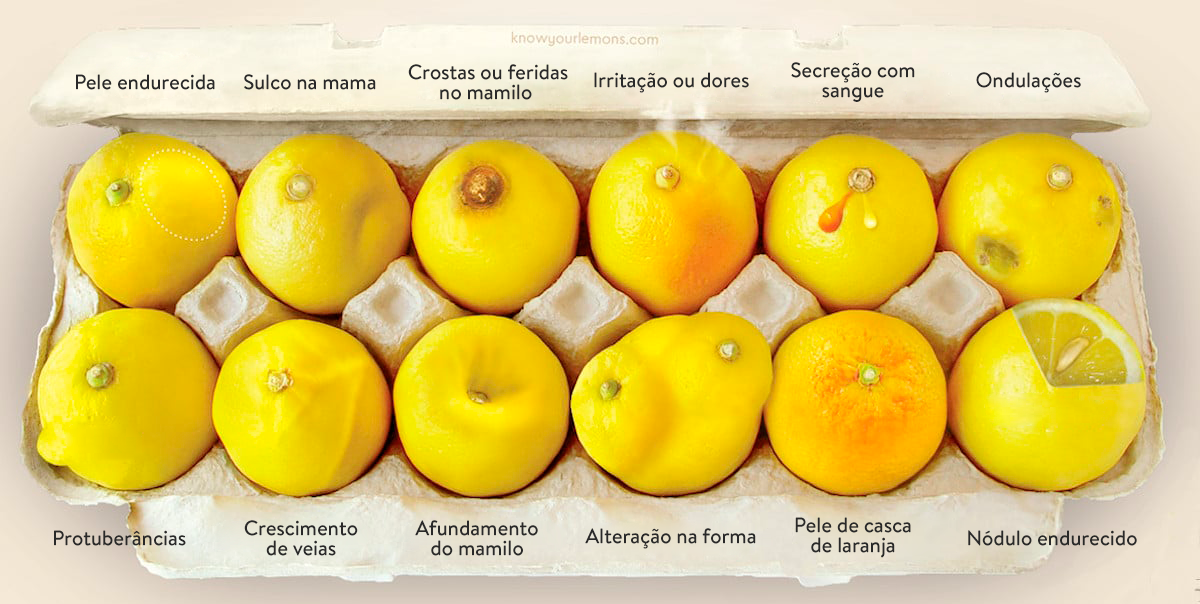 knowyourlemons.com
Pele endurecida
Sulco na mama
Crostas ou feridas
no mamilo
Irritação ou dores
Secreção com
sangue
Ondulações
Protuberâncias
Crescimento
de veias
Afundamento
do mamilo
Alteração na forma
Pele de casca
de laranja
Nódulo endurecido